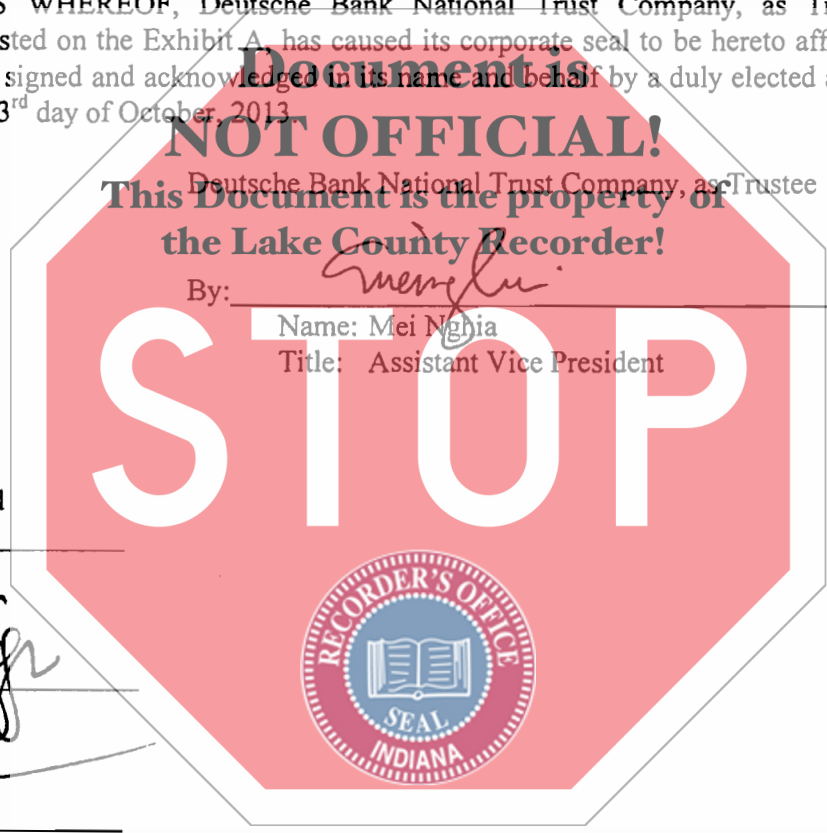 WHEREOF, Deutsche Bank National Trust Company, as Tr
sted on the Exhibit A, has caused its corporate seal to be hereto aff
signed and acknowledged in its name and behalf by a duly elected
3rd day of October, 2013.
Document is
NOT OFFICIAL!
Deutsche Bank National Trust Company, as Trustee
This Document is the property of
the Lake County Recorder!
By:
Name: Mei Nghia
Title: Assistant Vice President
STOP
RECORDER'S OFFICE
SEAL
INDIANA